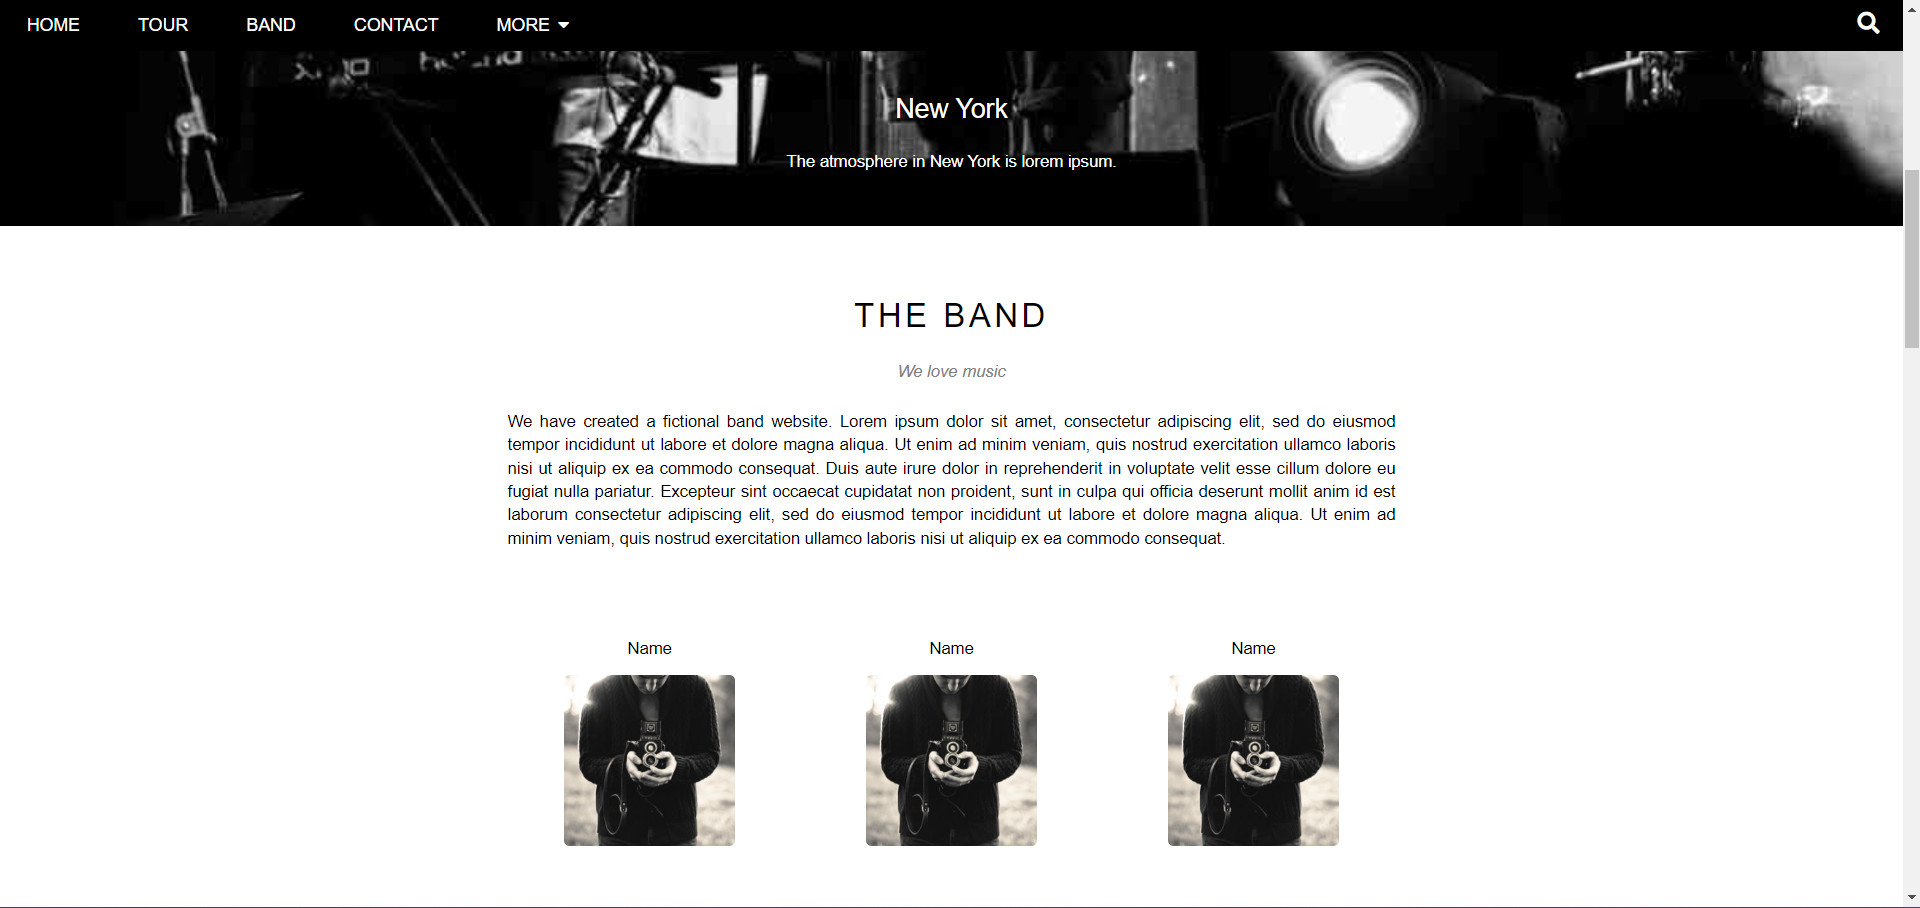 HOME TOUR BAND CONTACT MORE
New York
The atmosphere in New York is lorem ipsum.
THE BAND
We love music
We have created a fictional band website. Lorem ipsum dolor sit amet, consectetur adipiscing elit, sed do eiusmod
tempor incididunt ut labore et dolore magna aliqua. Ut enim ad minim veniam, quis nostrud exercitation ullamco laboris
nisi ut aliquip ex ea commodo consequat. Duis aute irure dolor in reprehenderit in voluptate velit esse cillum dolore eu
fugiat nulla pariatur. Excepteur sint occaecat cupidatat non proident, sunt in culpa qui officia deserunt mollit anim id est
laborum consectetur adipiscing elit, sed do eiusmod tempor incididunt ut labore et dolore magna aliqua. Ut enim ad
minim veniam, quis nostrud exercitation ullamco laboris nisi ut aliquip ex ea commodo consequat.
Name Name Name